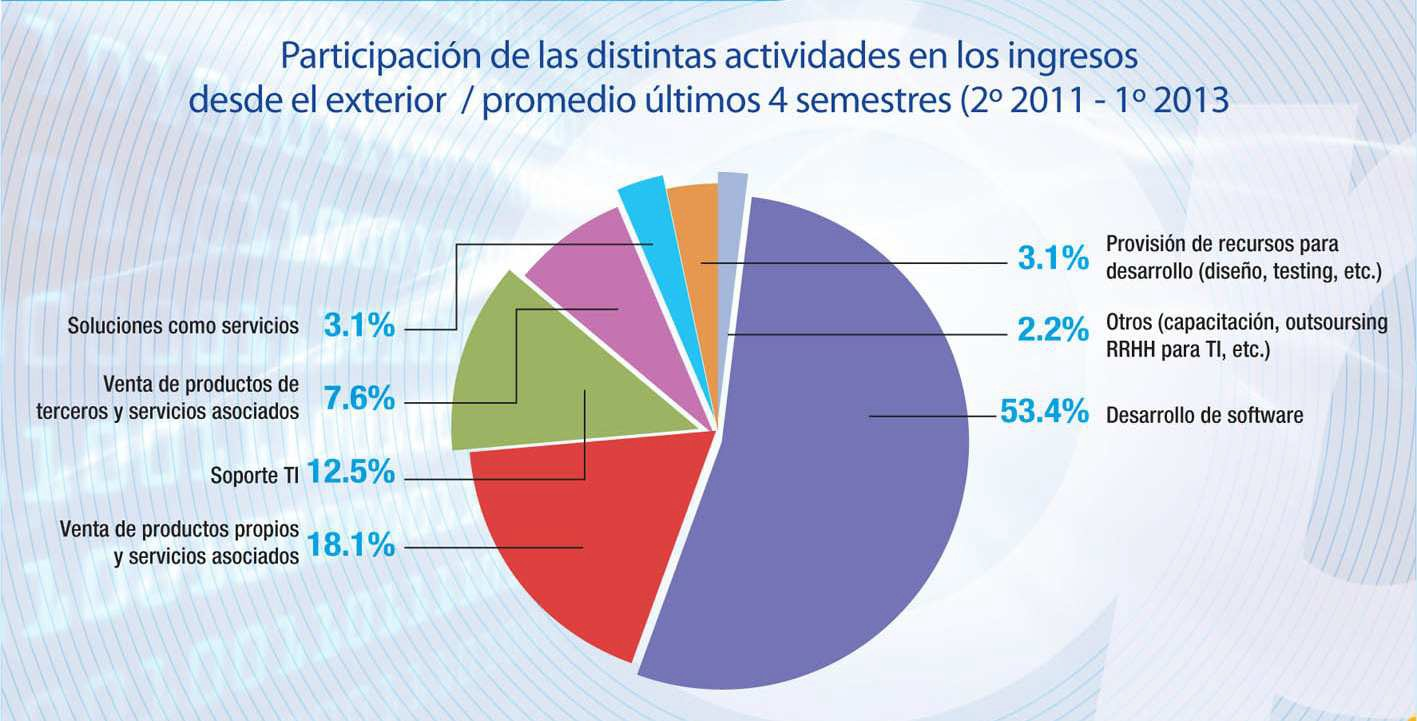 Participación de las distintas actividades en los ingresos
desde el exterior / promedio últimos 4 semestres (2º 2011 - 1º 2013
Soluciones como servicios 3.1%
Venta de productos de
terceros y servicios asociados 7.6%
Soporte TI 12.5%
Venta de productos propios
y servicios asociados 18.1%
3.1% Provisión de recursos para
desarrollo (diseño, testing, etc.)
2.2% Otros (capacitación, outsoursing
RRHH para TI, etc.)
53.4% Desarrollo de software